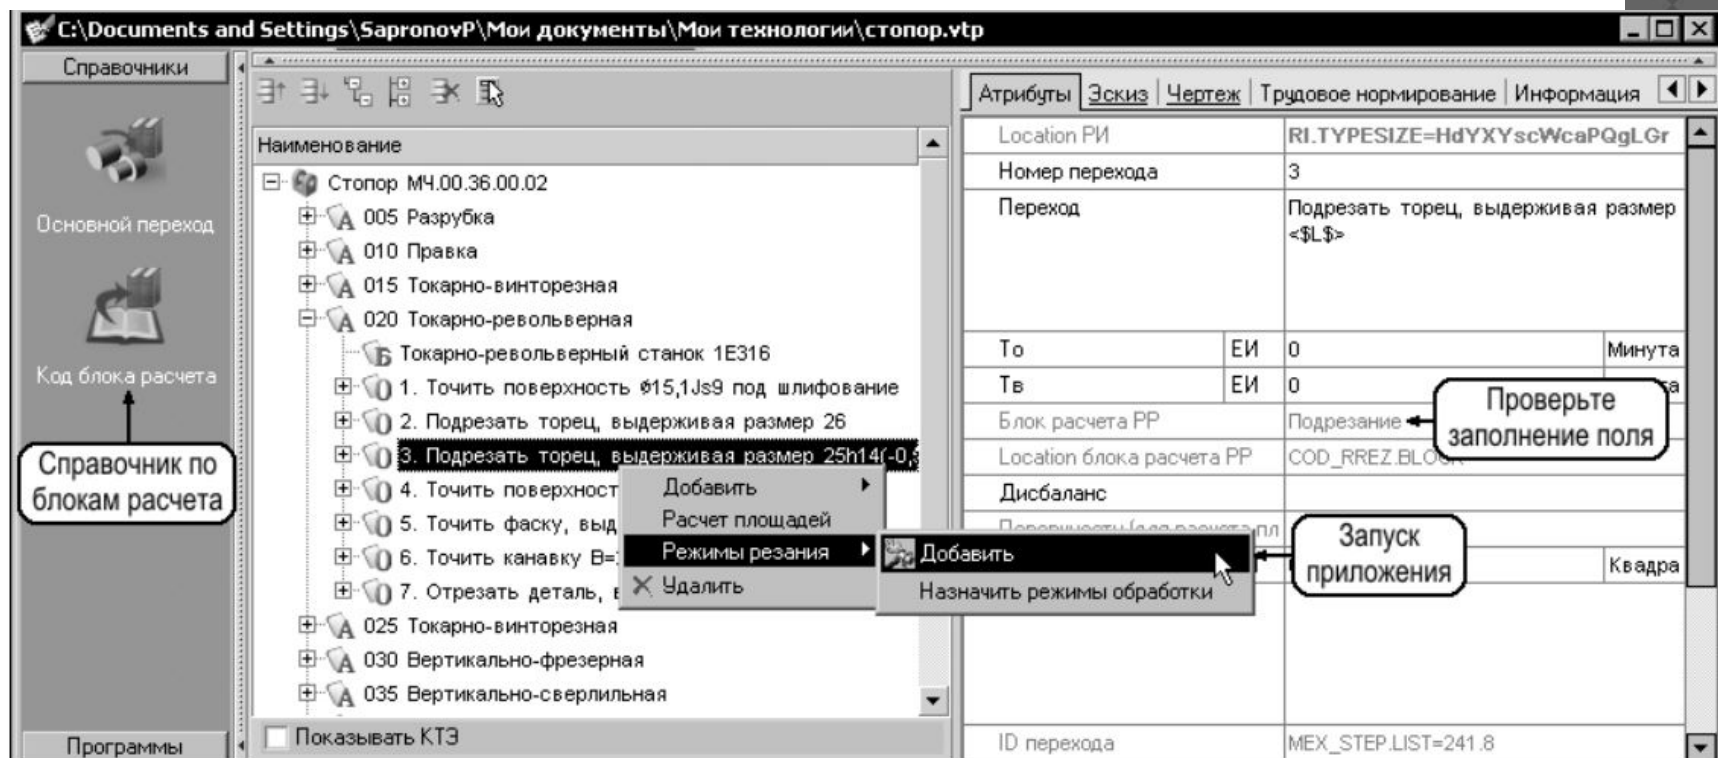 C:\Documents and Settings\SapronovP\Мои документы\Мои технологии\стопор.vtp
Справочники
Основной переход
Код блока расчета
Справочник по
блокам расчета
Программы
Наименование
Стопор МЧ.00.36.00.02
005 Разрубка
010 Правка
015 Токарно-винторезная
020 Токарно-револьверная
Токарно-револьверный станок 1Е316
1. Точить поверхность ø15,1Js9 под шлифование
2. Подрезать торец, выдерживая размер 26
3. Подрезать торец, выдерживая размер 25h14(-0,
4. Точить поверхност
5. Точить фаску, выд
6. Точить канавку В=
7. Отрезать деталь,
025 Токарно-винторезная
030 Вертикально-фрезерная
035 Вертикально-сверлильная
Показывать КТЭ
Добавить
Расчет площадей
Режимы резания
Удалить
Добавить
Назначить режимы обработки
Атрибуты Эскиз Чертеж Трудовое нормирование Информация
Location РИ RI.TYPESIZE=HdYXYscWcaPQgLGr
Номер перехода 3
Переход Подрезать торец, выдерживая размер
<$L$>
То ЕИ 0 Минута
Тв ЕИ 0
Блок расчета РР Подрезание
Location блока расчета РР COD_RREZ.BLOCK
Дисбаланс
Квадра
ID перехода MEX_STEP.LIST=241.8
Проверьте
заполнение поля
Запуск
приложения